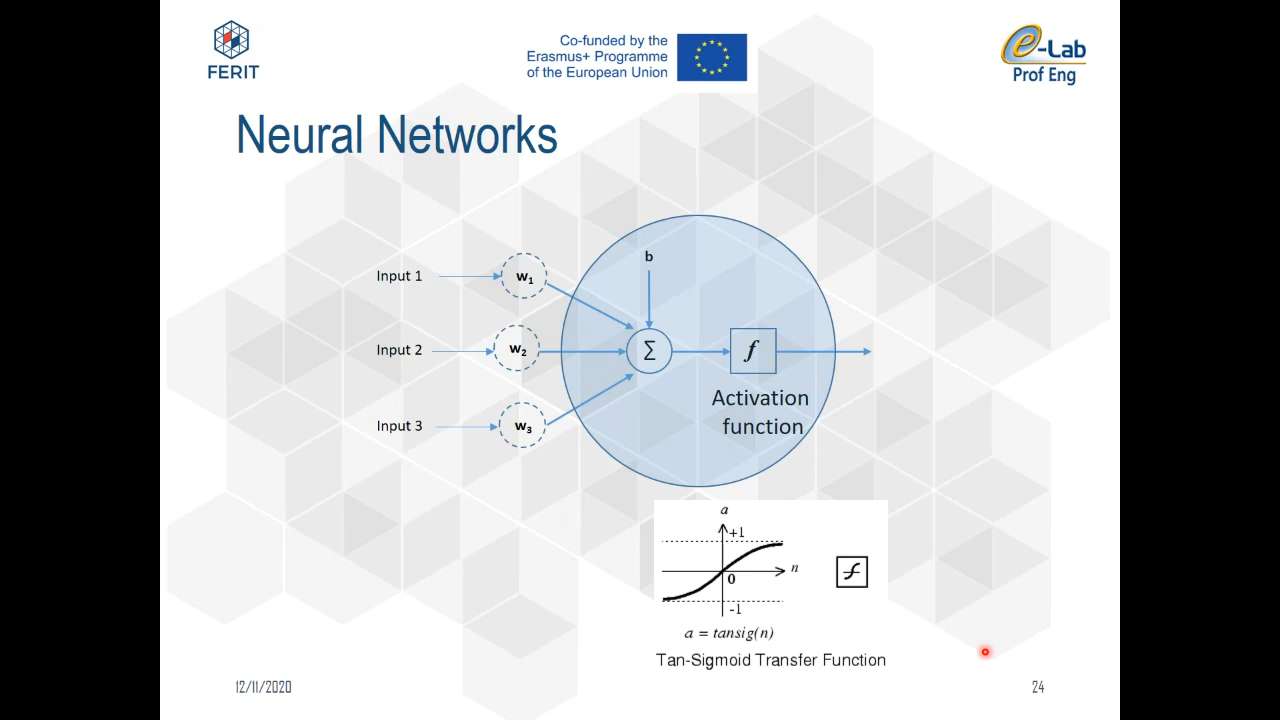 FERIT
Co-funded by the
Erasmus+ Programme
of the European Union
e-Lab
Prof Eng
Neural Networks
b
Input 1
w1
Input 2
w2
Σ
f
Activation
function
Input 3
w3
a
+1
n
0
-1
a = tansig(n)
Tan-Sigmoid Transfer Function
12/11/2020
24